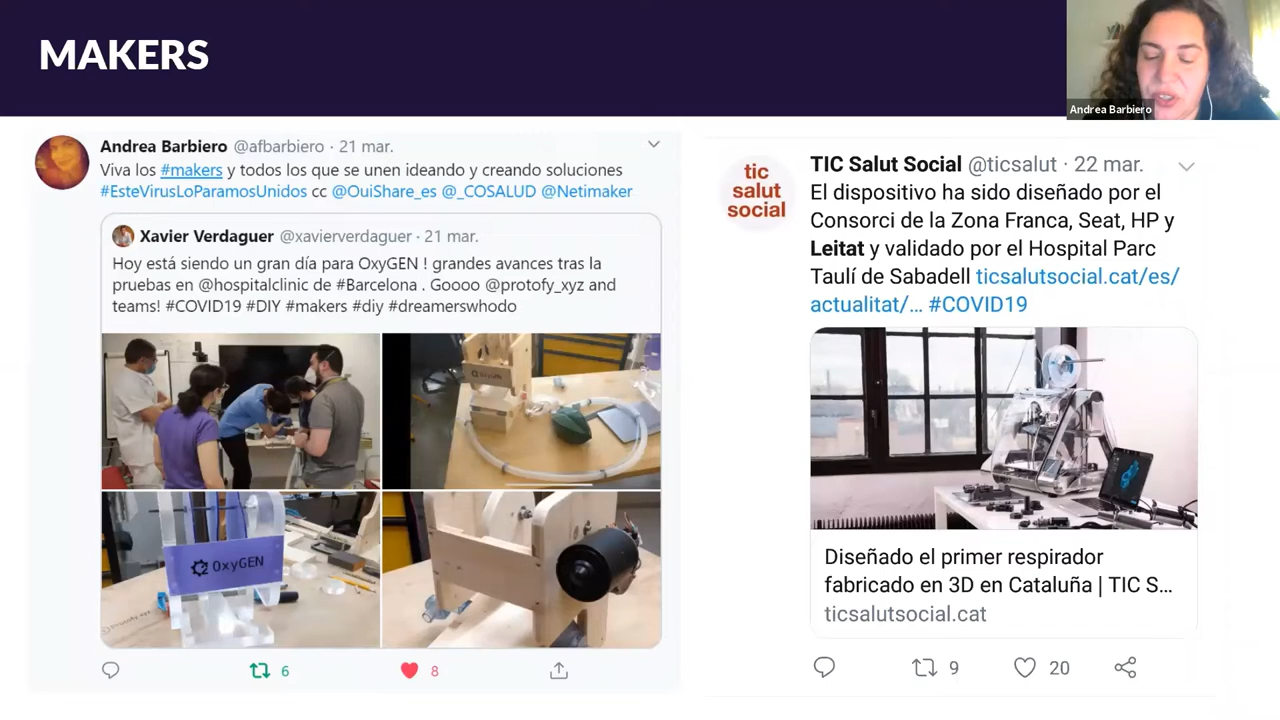 MAKERS
Andrea Barbiero
Andrea Barbiero @afbarbiero · 21 mar.
Viva los #makers y todos los que se unen ideando y creando soluciones
#EsteVirusLoParamosUnidos cc @OuiShare_es @_COSALUD @Netimaker
Xavier Verdaguer @xavierverdaguer · 21 mar.
Hoy está siendo un gran día para OxyGEN ! grandes avances tras la
pruebas en @hospitalclinic de #Barcelona . Goooo @protofy_xyz and
teams! #COVID19 #DIY #makers #diy #dreamerswhodo
OxyGEN
6
8
tic
salut
social
TIC Salut Social @ticsalut · 22 mar.
El dispositivo ha sido diseñado por el
Consorci de la Zona Franca, Seat, HP y
Leitat y validado por el Hospital Parc
Taulí de Sabadell ticsalutsocial.cat/es/
actualitat/... #COVID19
Diseñado el primer respirador
fabricado en 3D en Cataluña | TIC S...
ticsalutsocial.cat
9
20